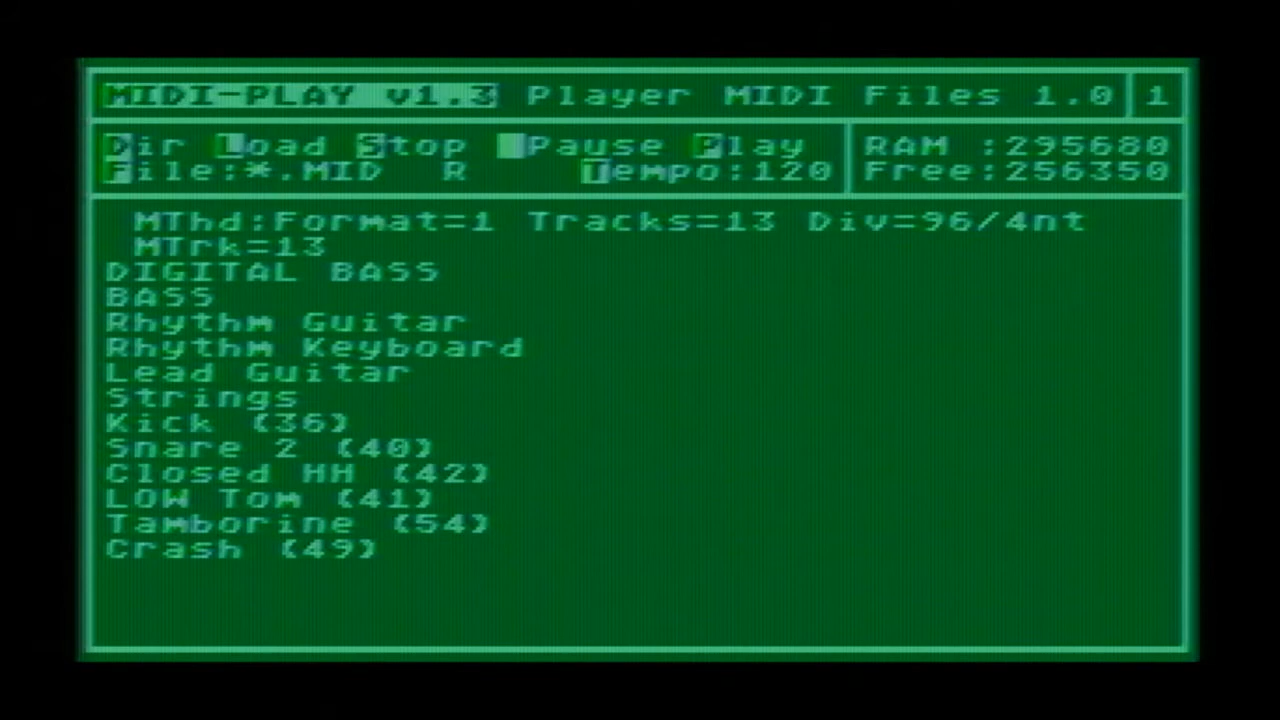 MIDI-PLAY v1.3 Player MIDI Files 1.0 1
Dir Load Stop Pause Play RAM :295680
File:*.MID R Tempo:120 Free:256350
MThd:Format=1 Tracks=13 Div=96/4nt
MTrk=13
DIGITAL BASS
BASS
Rhythm Guitar
Rhythm Keyboard
Lead Guitar
Strings
Kick (36)
Snare 2 (40)
Closed HH (42)
LOW Tom (41)
Tamborine (54)
Crash (49)